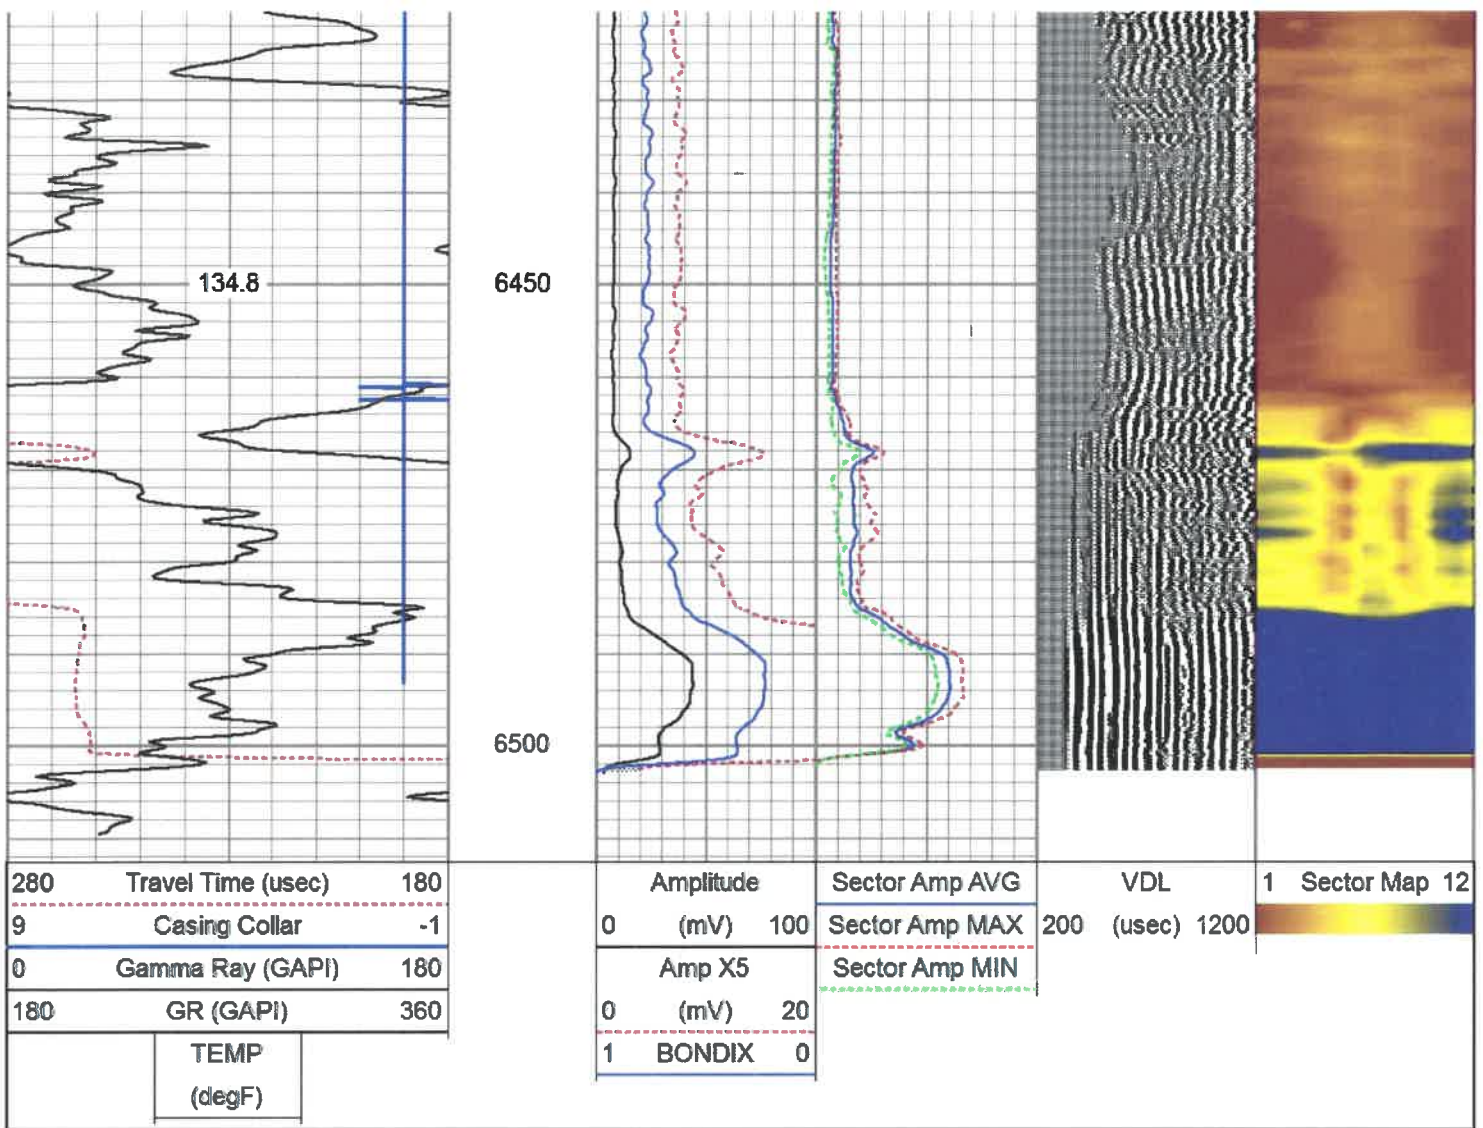 134.8
6450
6500
280 Travel Time (usec) 180
9 Casing Collar -1
0 Gamma Ray (GAPI) 180
180 GR (GAPI) 360
TEMP
(degF)
Amplitude
0 (mV) 100
Amp X5
0 (mV) 20
1 BONDIX 0
Sector Amp AVG
Sector Amp MAX
Sector Amp MIN
VDL
200 (usec) 1200
1 Sector Map 12